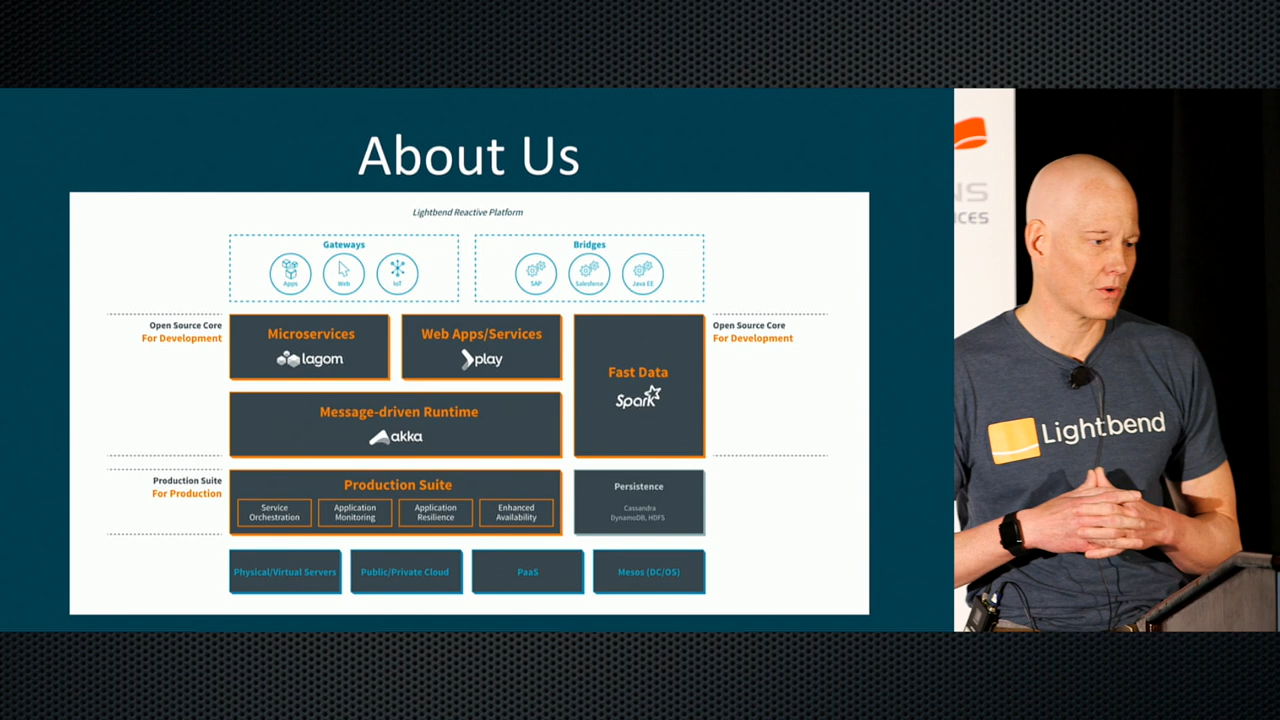 About Us
Lightbend Reactive Platform
Gateways
Apps
Web
IoT
Bridges
SAP
Salesforce
Java EE
Open Source Core
For Development
Microservices
lagom
Web Apps/Services
play
Fast Data
Spark
Open Source Core
For Development
Message-driven Runtime
akka
Production Suite
For Production
Production Suite
Service
Orchestration
Application
Monitoring
Application
Resilience
Enhanced
Availability
Persistence
Cassandra
DynamoDB, HDFS
Physical/Virtual Servers
Public/Private Cloud
PaaS
Mesos (DC/OS)
NS
ICES
Lightbend